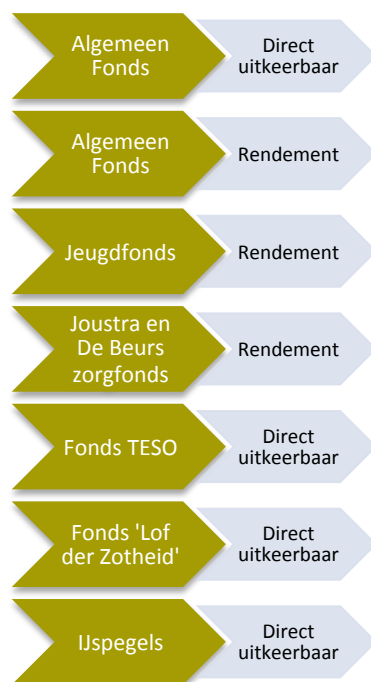 Algemeen
Fonds
Direct
uitkeerbaar
Algemeen
Fonds
Rendement
Jeugdfonds
Rendement
Joustra en
De Beurs
zorgfonds
Rendement
Fonds TESO
Direct
uitkeerbaar
Fonds 'Lof
der Zotheid'
Direct
uitkeerbaar
IJspegels
Direct
uitkeerbaar